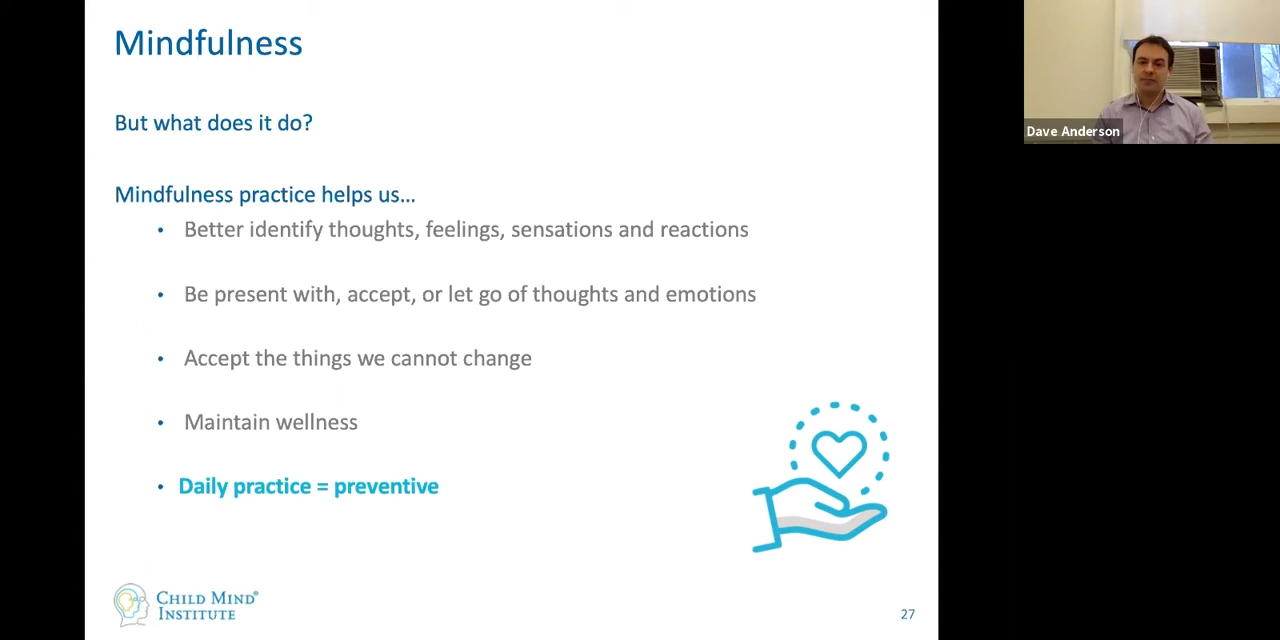 Mindfulness
But what does it do?
Mindfulness practice helps us...
• Better identify thoughts, feelings, sensations and reactions
• Be present with, accept, or let go of thoughts and emotions
• Accept the things we cannot change
• Maintain wellness
• Daily practice = preventive
CHILD MIND®
INSTITUTE
27
Dave Anderson